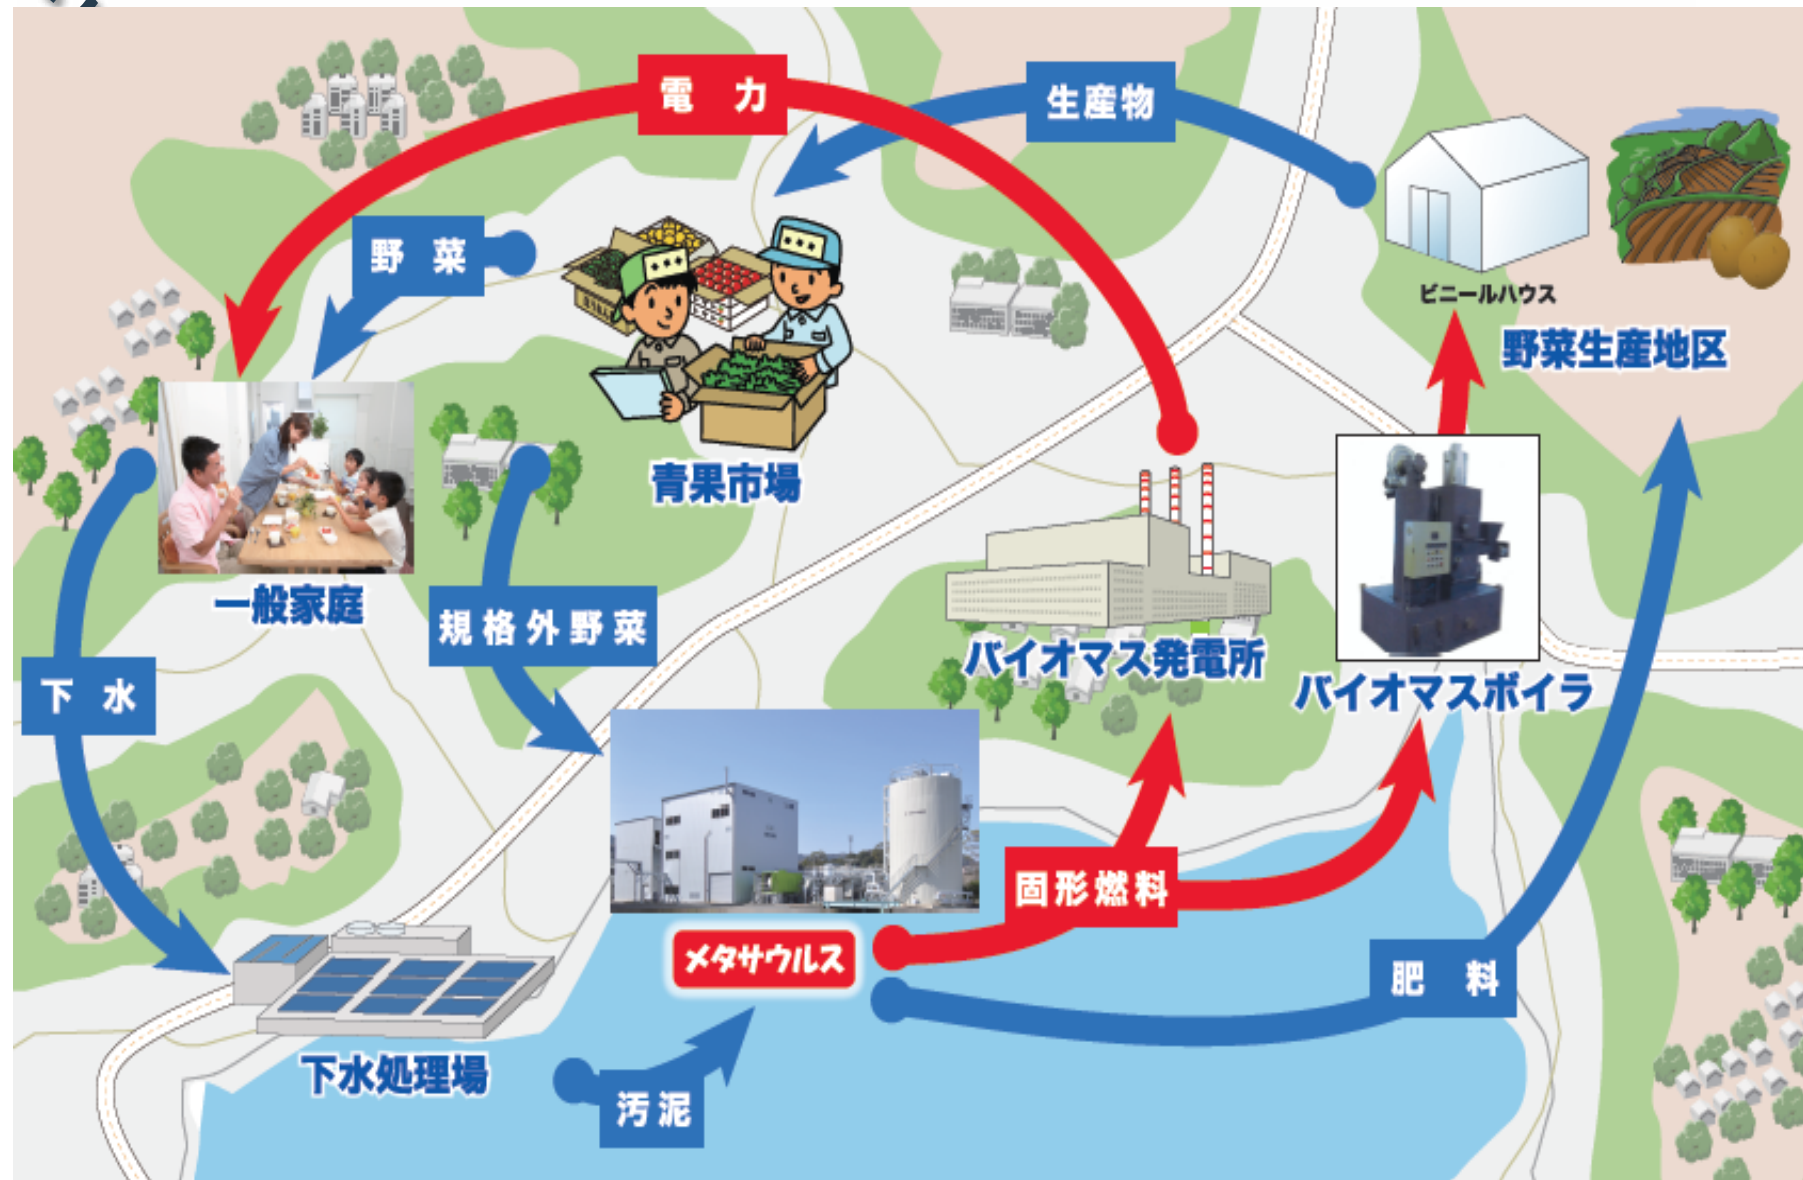 電力
生産物
野菜
ビニールハウス
野菜生産地区
青果市場
一般家庭
規格外野菜
バイオマス発電所
バイオマスボイラ
下水
固形燃料
メタサウルス
肥料
下水処理場
汚泥